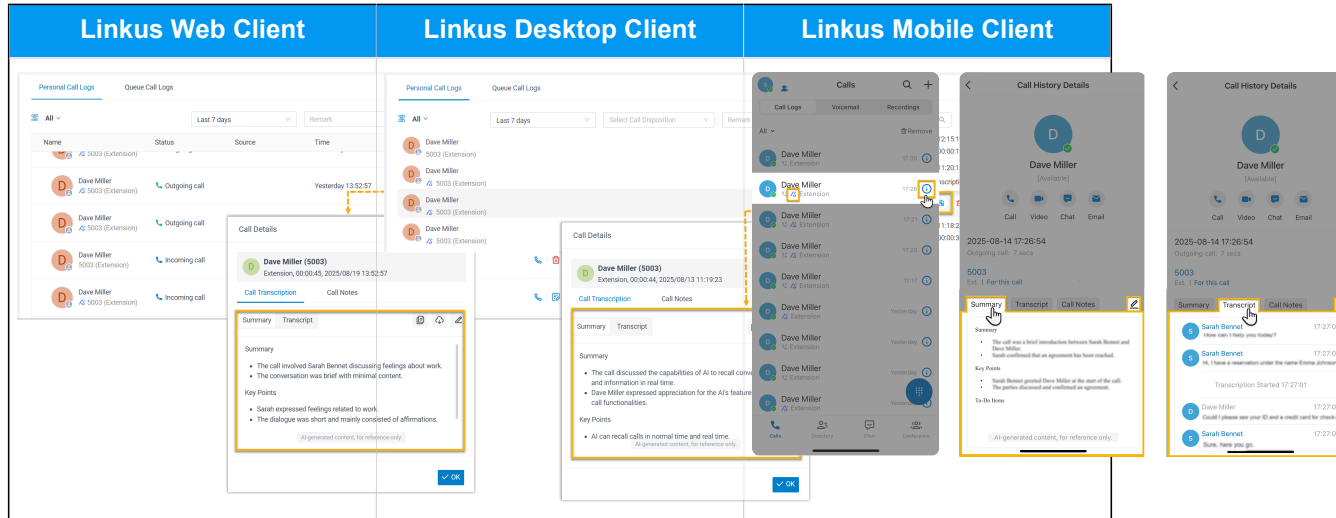 Linkus Web Client
Linkus Desktop Client
Linkus Mobile Client
Personal Call Logs
Queue Call Logs
All
Last 7 days
Remark
Name
Status
Source
Time
5003 (Extension)
Dave Miller
5003 (Extension)
Outgoing call
Yesterday 13:52:57
Dave Miller
5003 (Extension)
Outgoing call
Dave Miller
5003 (Extension)
Incoming call
Dave Miller
5003 (Extension)
Incoming call
Call Details
D
Dave Miller (5003)
Extension, 00:00:45, 2025/08/19 13:52:57
Call Transcription
Call Notes
Summary
Transcript
Summary
• The call involved Sarah Bennet discussing feelings about work.
• The conversation was brief with minimal content.
Key Points
• Sarah expressed feelings related to work.
• The dialogue was short and mainly consisted of affirmations.
AI-generated content, for reference only.
OK
Personal Call Logs
Queue Call Logs
All
Last 7 days
Select Call Disposition
Remark
Dave Miller
5003 (Extension)
Dave Miller
5003 (Extension)
Dave Miller
5003 (Extension)
Dave Miller
5003 (Extension)
Call Details
D
Dave Miller (5003)
Extension, 00:00:44, 2025/08/13 11:19:23
Call Transcription
Call Notes
Summary
Transcript
Summary
• The call discussed the capabilities of AI to recall
and information in real time.
• Dave Miller expressed appreciation for the AI's feature
call functionalities.
Key Points
• AI can recall calls in normal time and real time.
AI-generated content, for reference only.
OK
Calls
Call Logs
Voicemail
Recordings
All
Remove
Dave Miller
Extension
17:30
Dave Miller
Extension
17:26
Dave Miller
Extension
17:21
Dave Miller
Extension
17:20
Dave Miller
Extension
17:17
Dave Miller
Extension
Yesterday
Dave Miller
Extension
Yesterday
Dave Miller
Extension
Calls
Directory
Chat
Conference
Call History Details
D
Dave Miller
[Available]
Call
Video
Chat
Email
2025-08-14 17:26:54
Outgoing call: 7 secs
5003
Ext. | For this call
Summary
Transcript
Call Notes
Summary
• The call was a brief introduction between Sarah Bennet and
Dave Miller.
• Sarah confirmed that an agreement has been reached.
Key Points
• Sarah Bennet greeted Dave Miller at the start of the call.
• The parties discussed and confirmed an agreement.
To-Do Items
AI-generated content, for reference only.
Call History Details
D
Dave Miller
[Available]
Call
Video
Chat
Email
2025-08-14 17:26:54
Outgoing call: 7 secs
5003
Ext. | For this call
Summary
Transcript
Call Notes
Sarah Bennet
How can I help you today?
Sarah Bennet
Hi, I have a reservation under the name Emma Johnson
Transcription Started 17:27:01
Dave Miller
Could I please see your ID and a credit card for check-
Sarah Bennet
Sure, here you go.